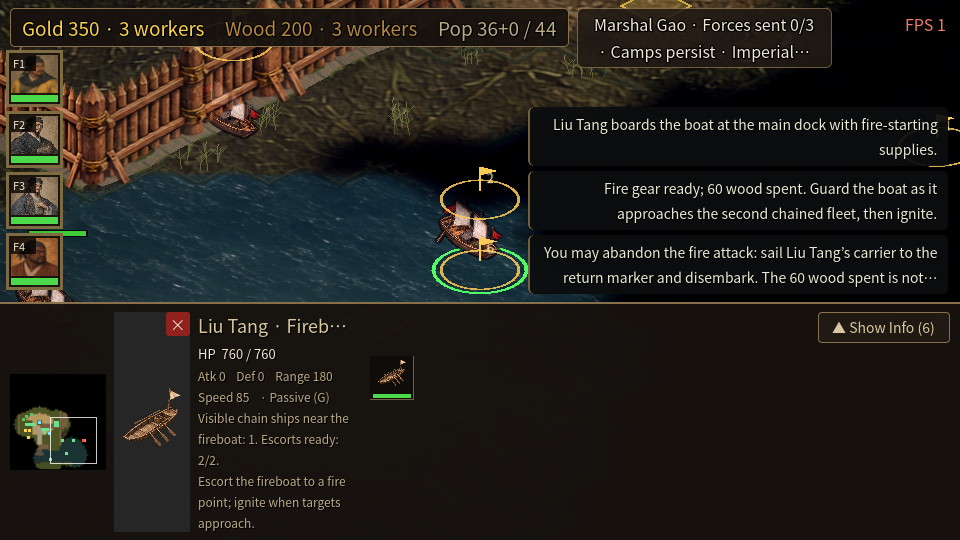 Gold 350 · 3 workers Wood 200 · 3 workers Pop 36+0 / 44
Marshal Gao · Forces sent 0/3
· Camps persist · Imperial···
FPS 1
F1
F2
F3
F4
Liu Tang boards the boat at the main dock with fire-starting
supplies.
Fire gear ready; 60 wood spent. Guard the boat as it
approaches the second chained fleet, then ignite.
You may abandon the fire attack: sail Liu Tang’s carrier to the
return marker and disembark. The 60 wood spent is not···
Liu Tang · Fireb···
HP 760 / 760
Atk 0 Def 0 Range 180
Speed 85 · Passive (G)
Visible chain ships near the
fireboat: 1. Escorts ready:
2/2.
Escort the fireboat to a fire
point; ignite when targets
approach.
▲ Show Info (6)